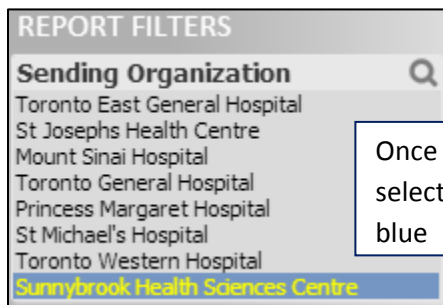 REPORT FILTERS
Sending Organization
Toronto East General Hospital
St Josephs Health Centre
Mount Sinai Hospital
Toronto General Hospital
Princess Margaret Hospital
St Michael's Hospital
Toronto Western Hospital
Sunnybrook Health Sciences Centre
Once
select
blue